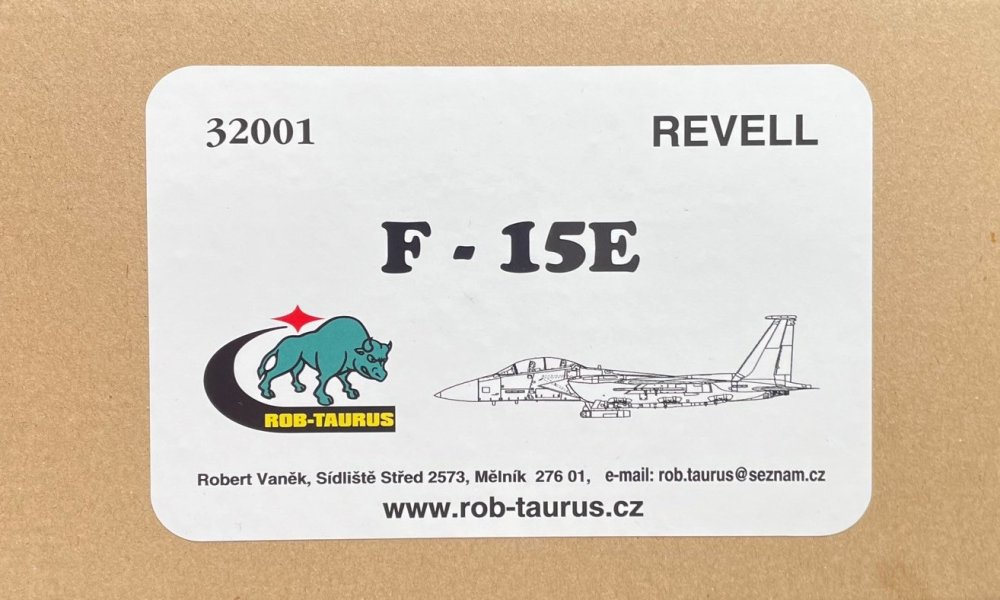 32001 REVELL
F - 15E
ROB-TAURUS
Robert Vaněk, Sídliště Střed 2573, Mělník 276 01, e-mail: rob.taurus@seznam.cz
www.rob-taurus.cz